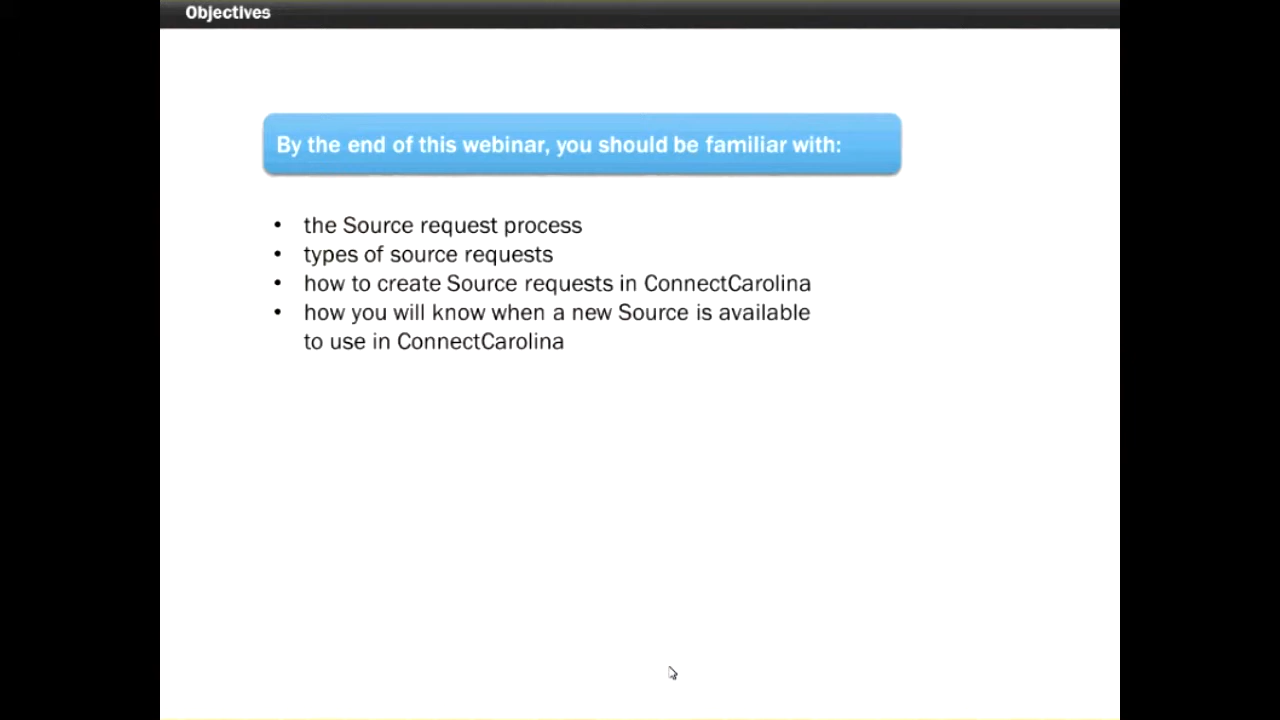 Objectives
By the end of this webinar, you should be familiar with:
• the Source request process
• types of source requests
• how to create Source requests in ConnectCarolina
• how you will know when a new Source is available
to use in ConnectCarolina